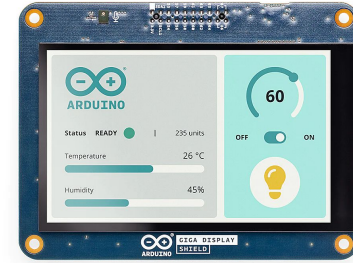 ARDUINO
Status READY | 235 units
Temperature 26 °C
Humidity 45%
60
OFF ON
ARDUINO GIGA DISPLAY
SHIELD